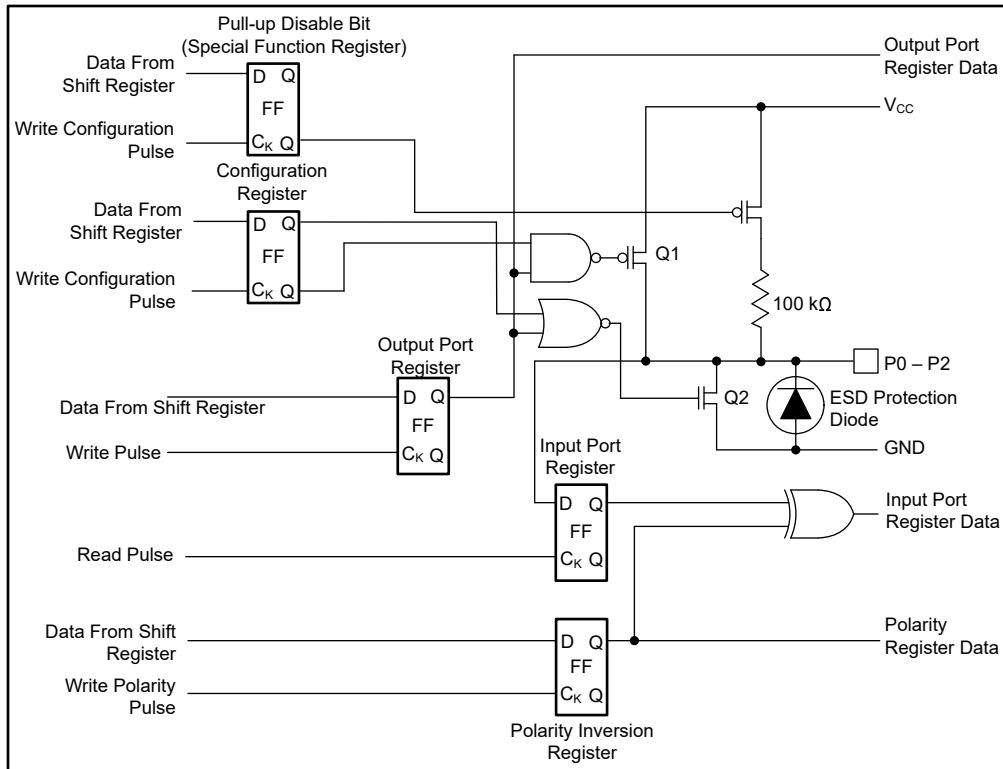 Pull-up Disable Bit
(Special Function Register)
Data From
Shift Register
D Q
FF
Write Configuration
Pulse
CK Q
Output Port
Register Data
VCC
Configuration
Register
Data From
Shift Register
D Q
FF
Write Configuration
Pulse
CK Q
Q1
100 kΩ
Output Port
Register
Data From Shift Register
D Q
FF
Write Pulse
CK Q
P0 – P2
Q2
ESD Protection
Diode
GND
Input Port
Register
D Q
FF
Read Pulse
CK Q
Input Port
Register Data
Data From Shift
Register
D Q
FF
Write Polarity
Pulse
CK Q
Polarity
Register Data
Polarity Inversion
Register